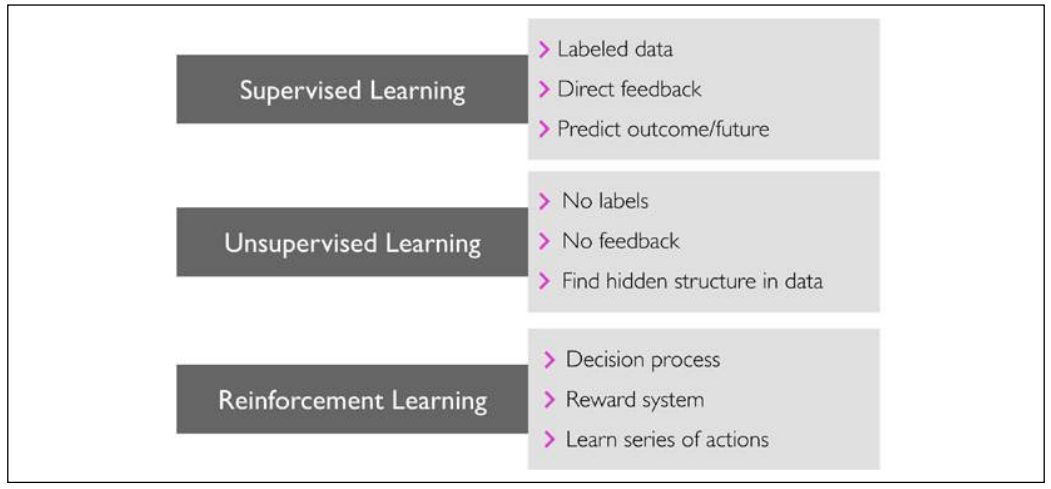 Supervised Learning
Labeled data
Direct feedback
Predict outcome/future
Unsupervised Learning
No labels
No feedback
Find hidden structure in data
Reinforcement Learning
Decision process
Reward system
Learn series of actions